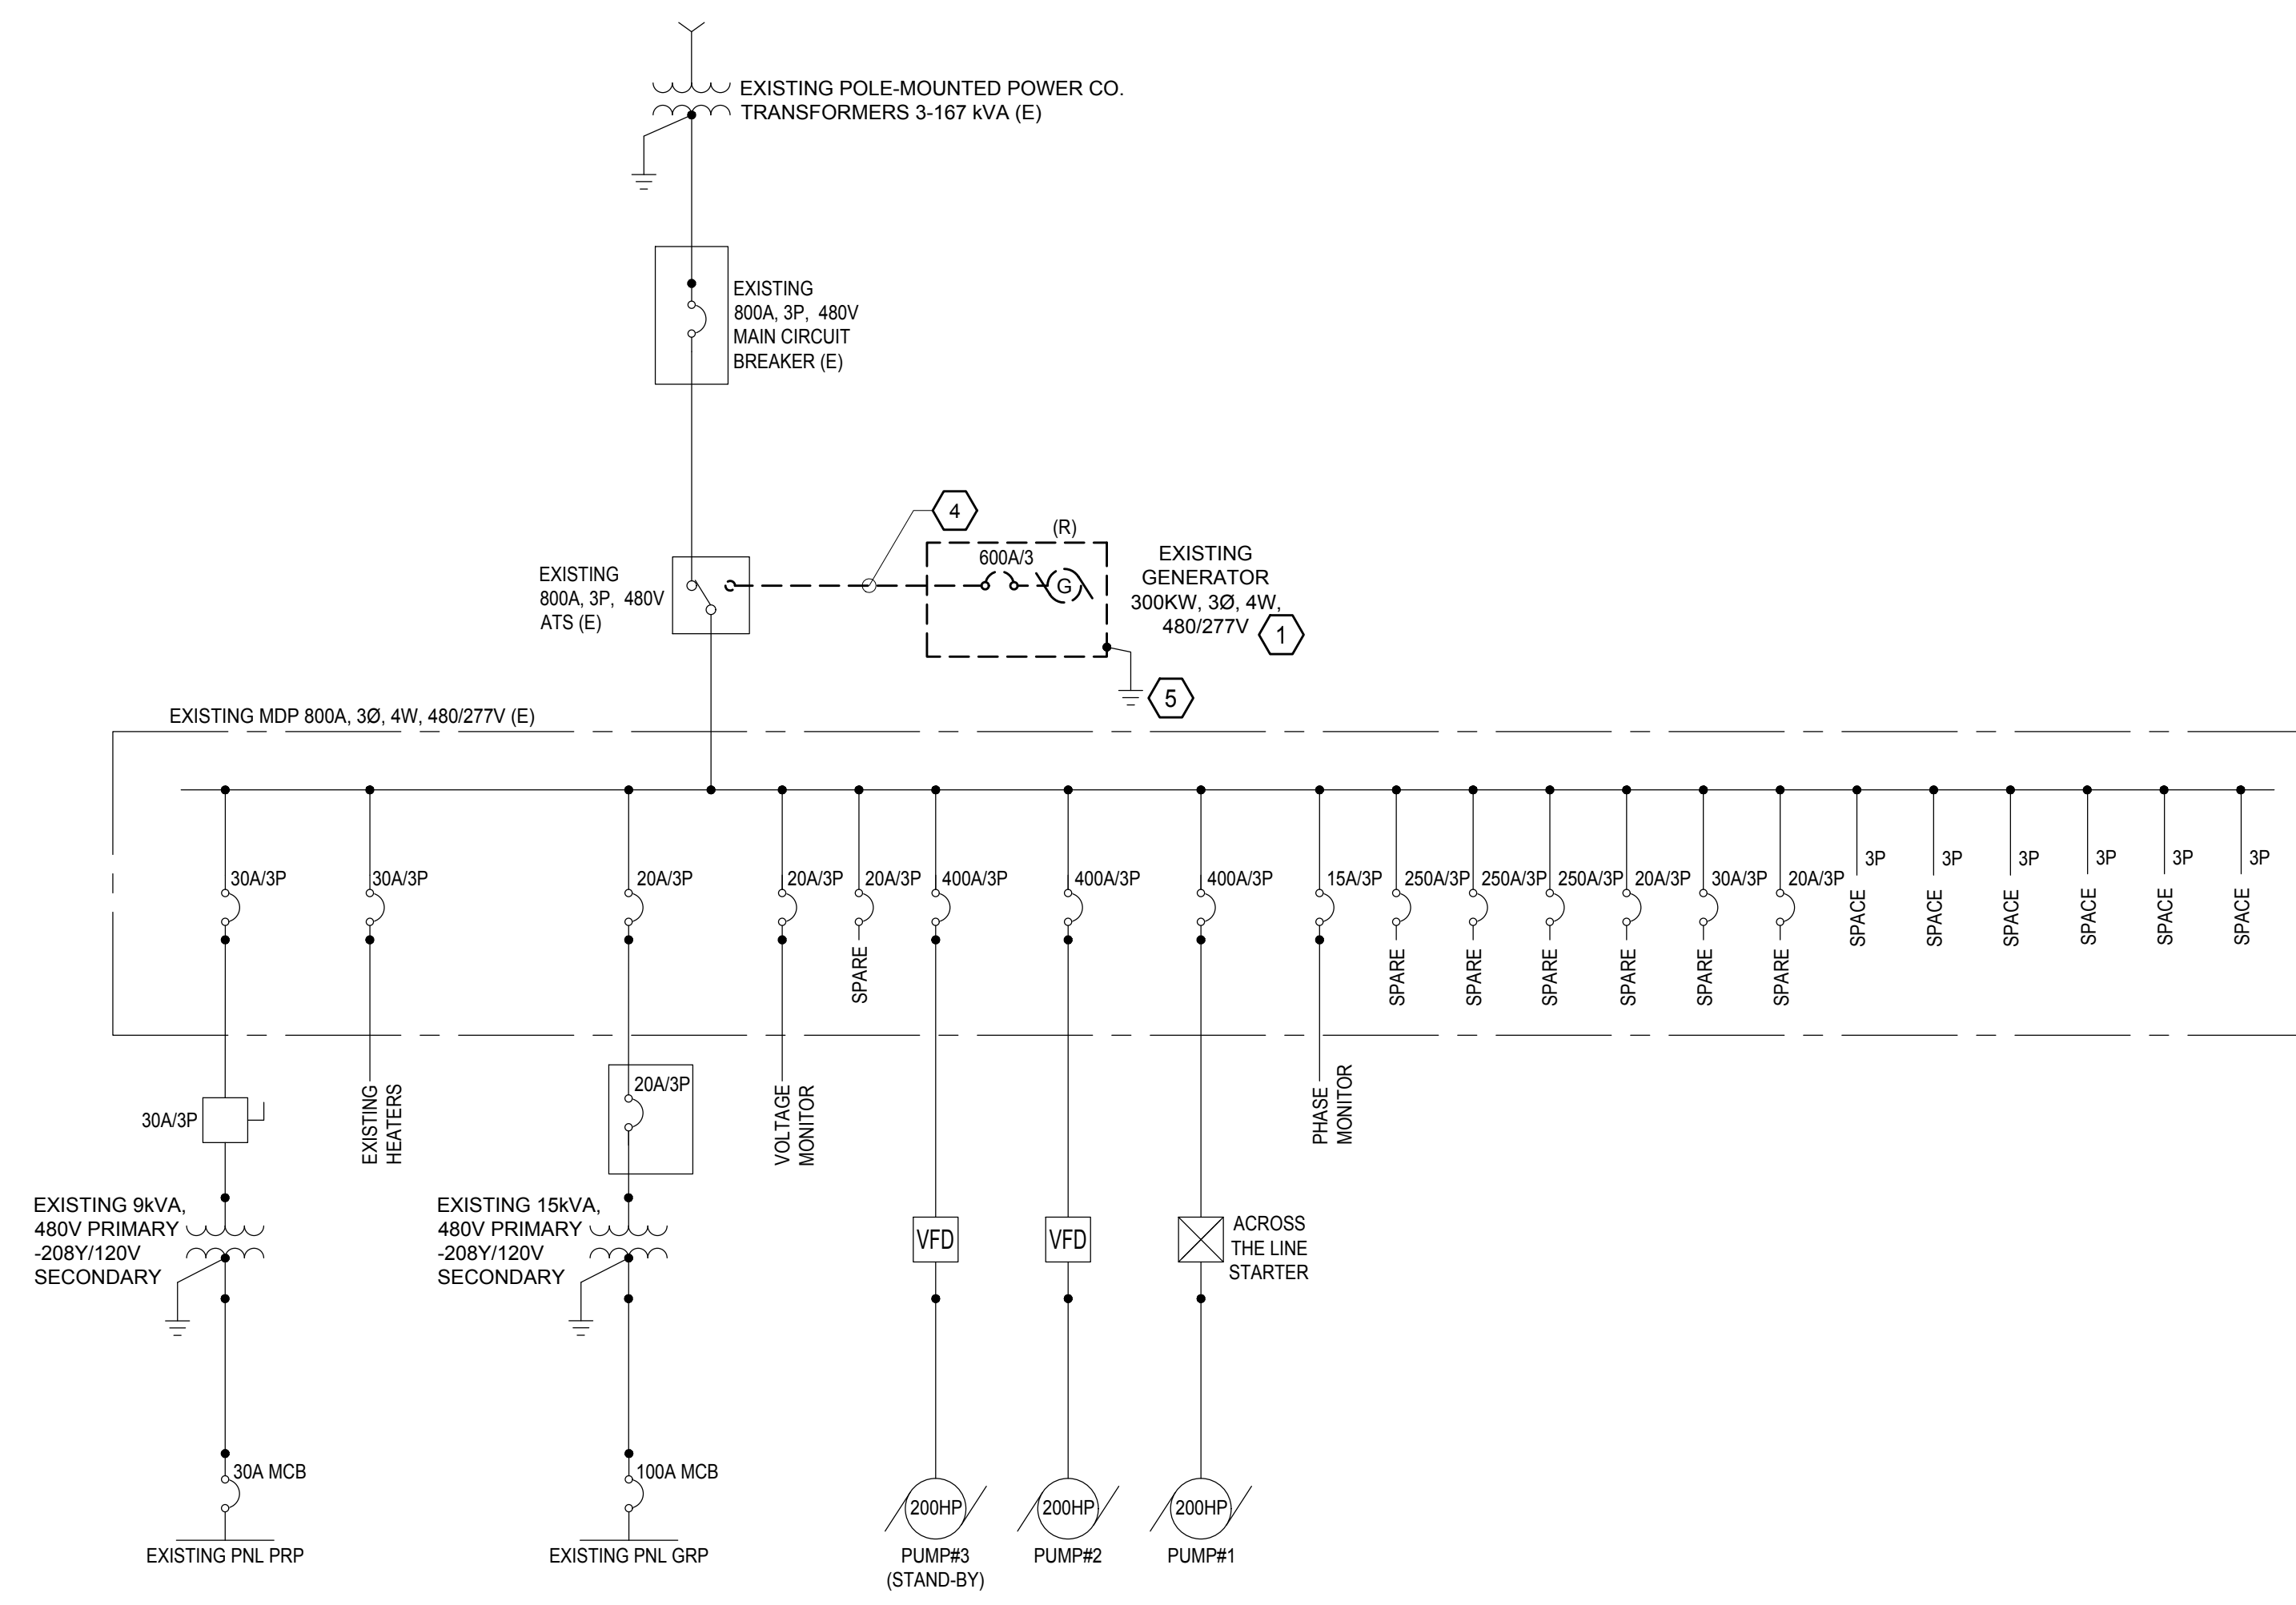 EXISTING POLE-MOUNTED POWER CO.
TRANSFORMERS 3-167 kVA (E)
EXISTING
800A, 3P, 480V
MAIN CIRCUIT
BREAKER (E)
4
(R)
600A/3
G
EXISTING
GENERATOR
300KW, 3Ø, 4W,
480/277V
1
EXISTING
800A, 3P, 480V
ATS (E)
5
EXISTING MDP 800A, 3Ø, 4W, 480/277V (E)
30A/3P
30A/3P
20A/3P
20A/3P
20A/3P
400A/3P
400A/3P
400A/3P
15A/3P
250A/3P
250A/3P
250A/3P
20A/3P
30A/3P
20A/3P
3P
3P
3P
3P
3P
3P
SPARE
SPARE
SPARE
SPARE
SPARE
SPARE
SPARE
SPACE
SPACE
SPACE
SPACE
SPACE
SPACE
30A/3P
EXISTING
HEATERS
20A/3P
VOLTAGE
MONITOR
PHASE
MONITOR
EXISTING 9kVA,
480V PRIMARY
-208Y/120V
SECONDARY
EXISTING 15kVA,
480V PRIMARY
-208Y/120V
SECONDARY
VFD
VFD
ACROSS
THE LINE
STARTER
30A MCB
100A MCB
200HP
200HP
200HP
EXISTING PNL PRP
EXISTING PNL GRP
PUMP#3
(STAND-BY)
PUMP#2
PUMP#1